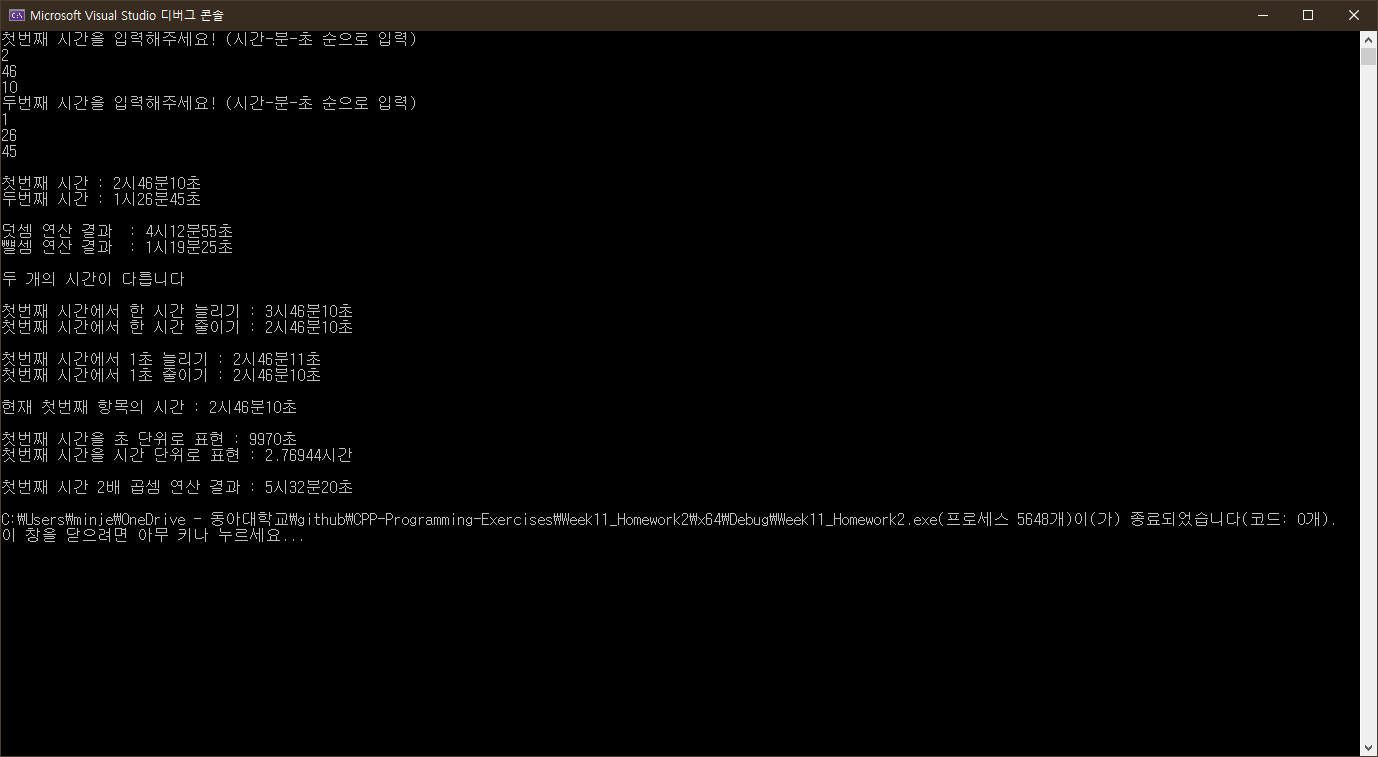 Microsoft Visual Studio 디버그 콘솔
첫번째 시간을 입력해주세요! (시간-분-초 순으로 입력)
2
46
10
두번째 시간을 입력해주세요! (시간-분-초 순으로 입력)
1
26
45
첫번째 시간 : 2시46분10초
두번째 시간 : 1시26분45초
덧셈 연산 결과  : 4시12분55초
뺄셈 연산 결과  : 1시19분25초
두 개의 시간이 다릅니다
첫번째 시간에서 한 시간 늘리기 : 3시46분10초
첫번째 시간에서 한 시간 줄이기 : 2시46분10초
첫번째 시간에서 1초 늘리기 : 2시46분11초
첫번째 시간에서 1초 줄이기 : 2시46분10초
현재 첫번째 항목의 시간 : 2시46분10초
첫번째 시간을 초 단위로 표현 : 9970초
첫번째 시간을 시간 단위로 표현 : 2.76944시간
첫번째 시간 2배 곱셈 연산 결과 : 5시32분20초
C:₩Users₩minje₩OneDrive - 동아대학교₩github₩CPP-Programming-Exercises₩Week11_Homework2₩x64₩Debug₩Week11_Homework2.exe(프로세스 5648개)이(가) 종료되었습니다(코드: 0개).
이 창을 닫으려면 아무 키나 누르세요...